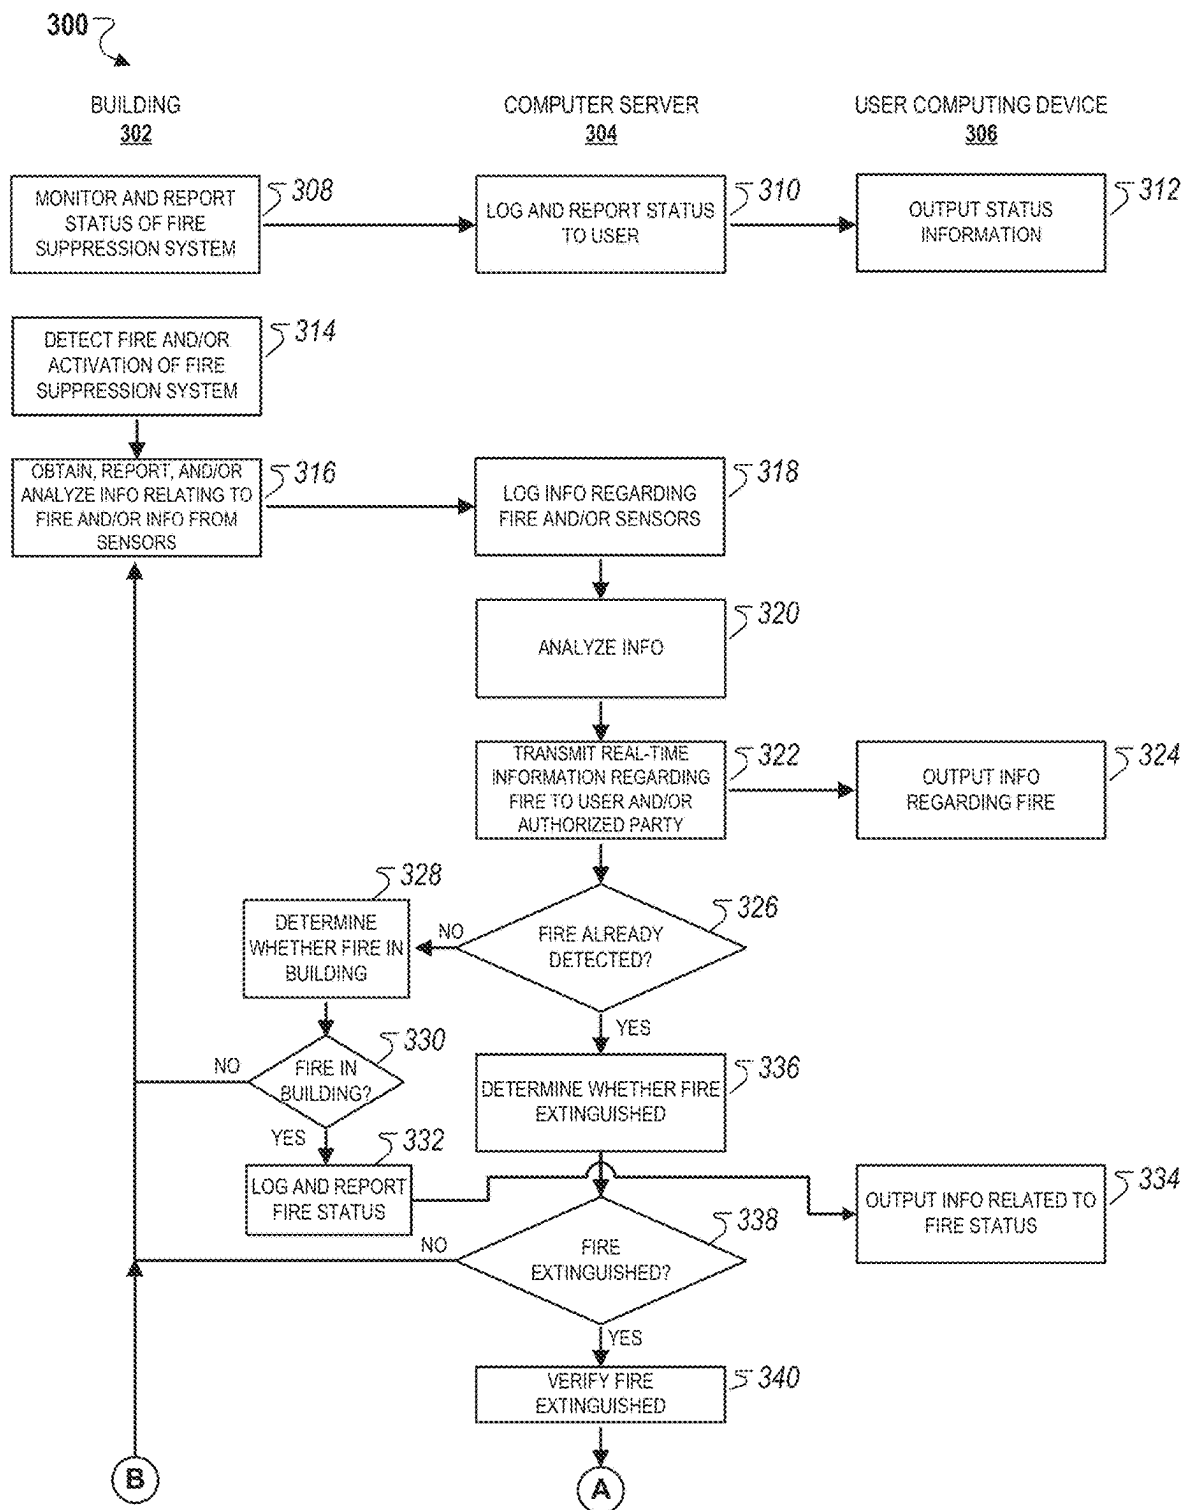 300
BUILDING
302
COMPUTER SERVER
304
USER COMPUTING DEVICE
306
MONITOR AND REPORT
STATUS OF FIRE
SUPPRESSION SYSTEM
308
LOG AND REPORT STATUS
TO USER
310
OUTPUT STATUS
INFORMATION
312
DETECT FIRE AND/OR
ACTIVATION OF FIRE
SUPPRESSION SYSTEM
314
OBTAIN, REPORT, AND/OR
ANALYZE INFO RELATING TO
FIRE AND/OR INFO FROM
SENSORS
316
LOG INFO REGARDING
FIRE AND/OR SENSORS
318
ANALYZE INFO
320
TRANSMIT REAL-TIME
INFORMATION REGARDING
FIRE TO USER AND/OR
AUTHORIZED PARTY
322
OUTPUT INFO
REGARDING FIRE
324
FIRE ALREADY
DETECTED?
326
NO
DETERMINE
WHETHER FIRE IN
BUILDING
328
YES
FIRE IN
BUILDING?
330
NO
DETERMINE WHETHER FIRE
EXTINGUISHED
336
YES
LOG AND REPORT
FIRE STATUS
332
OUTPUT INFO RELATED TO
FIRE STATUS
334
FIRE
EXTINGUISHED?
338
NO
YES
VERIFY FIRE
EXTINGUISHED
340
B
A